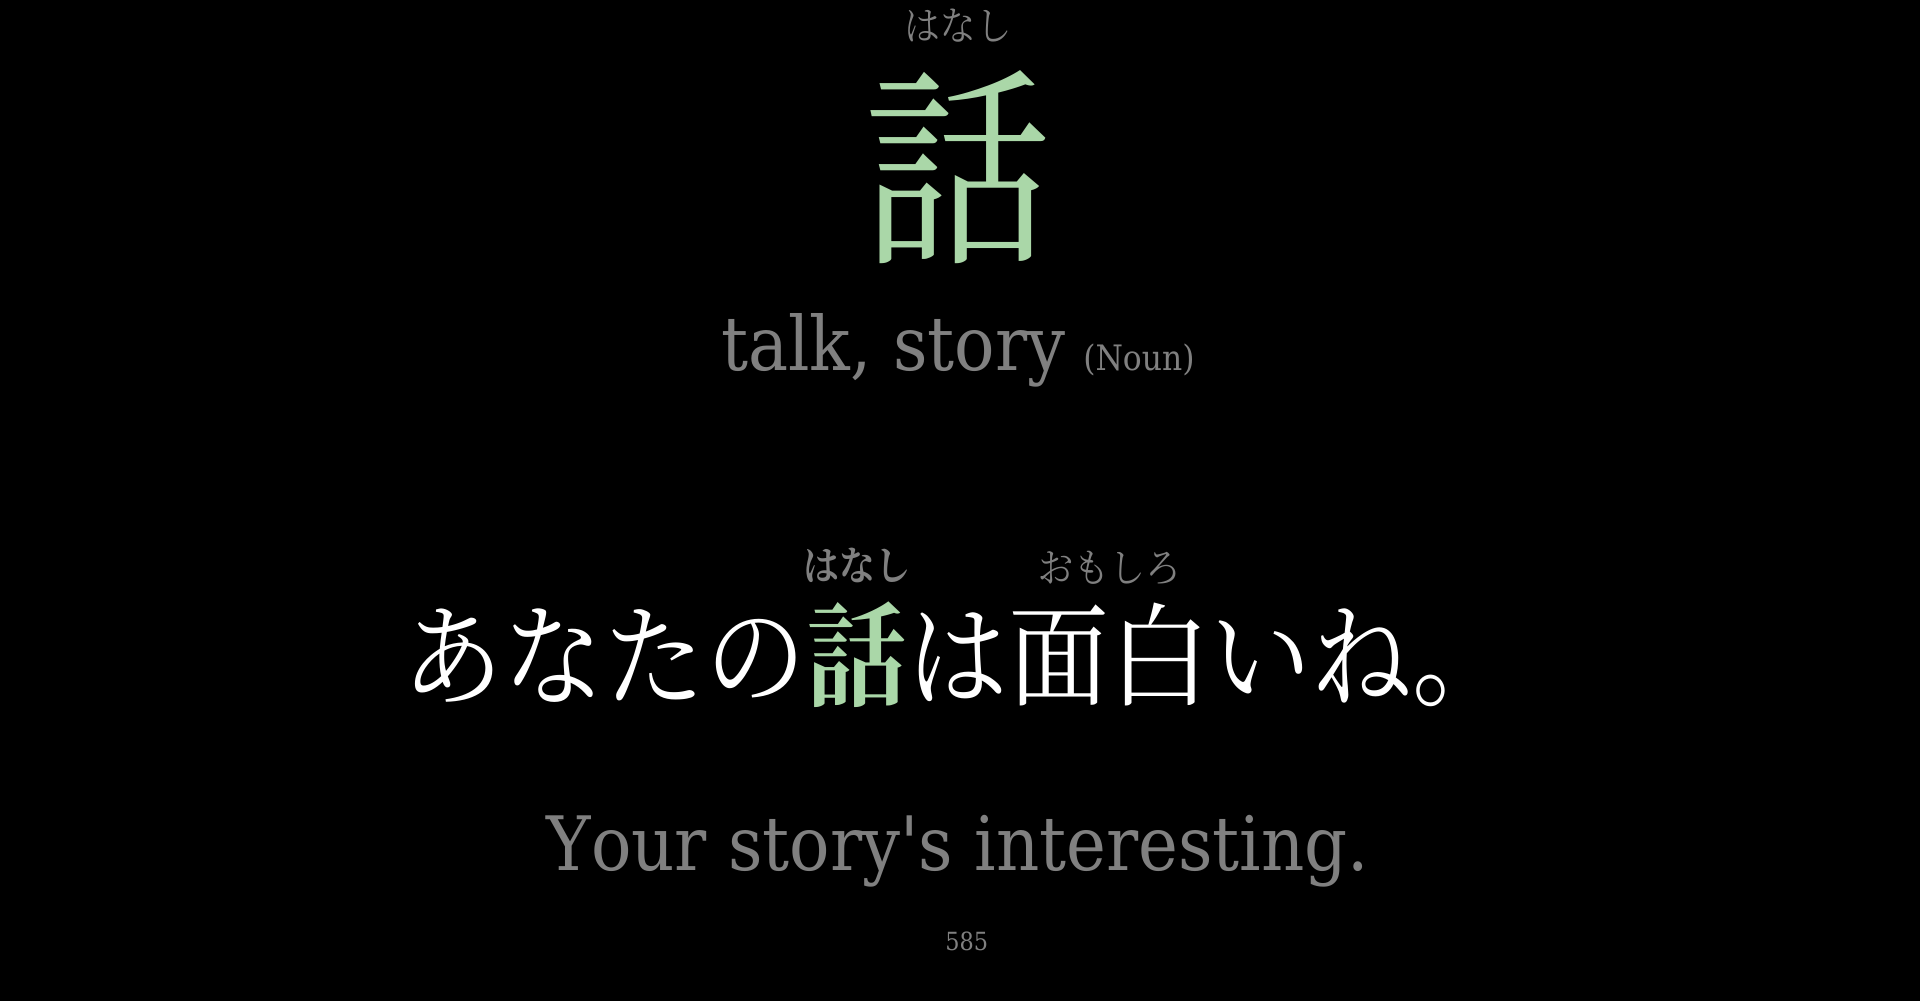 はなし
話
talk, story (Noun)
はなし おもしろ
あなたの話は面白いね。
Your story's interesting.
585